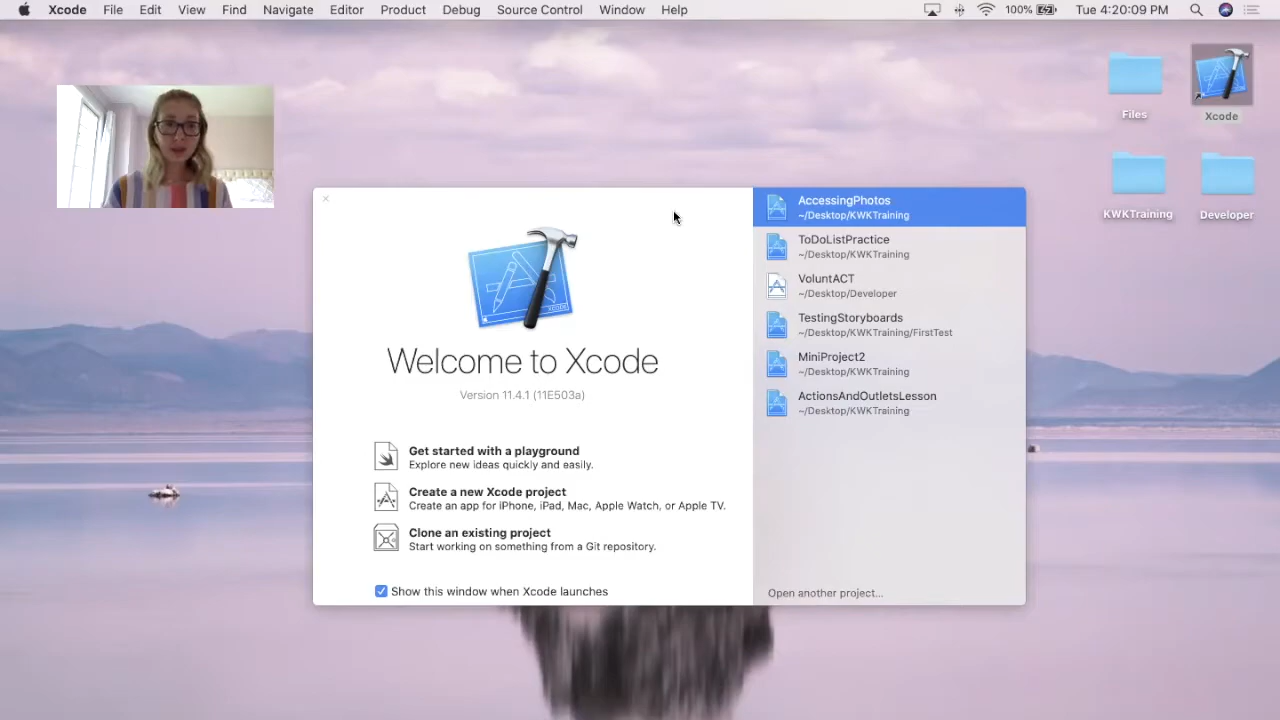 Xcode File Edit View Find Navigate Editor Product Debug Source Control Window Help 100% Tue 4:20:09 PM
Files
Xcode
KWKTraining
Developer
XCODE
Welcome to Xcode
Version 11.4.1 (11E503a)
Get started with a playground
Explore new ideas quickly and easily.
Create a new Xcode project
Create an app for iPhone, iPad, Mac, Apple Watch, or Apple TV.
Clone an existing project
Start working on something from a Git repository.
Show this window when Xcode launches
AccessingPhotos
~/Desktop/KWKTraining
ToDoListPractice
~/Desktop/KWKTraining
VoluntACT
~/Desktop/Developer
TestingStoryboards
~/Desktop/KWKTraining/FirstTest
MiniProject2
~/Desktop/KWKTraining
ActionsAndOutletsLesson
~/Desktop/KWKTraining
Open another project...